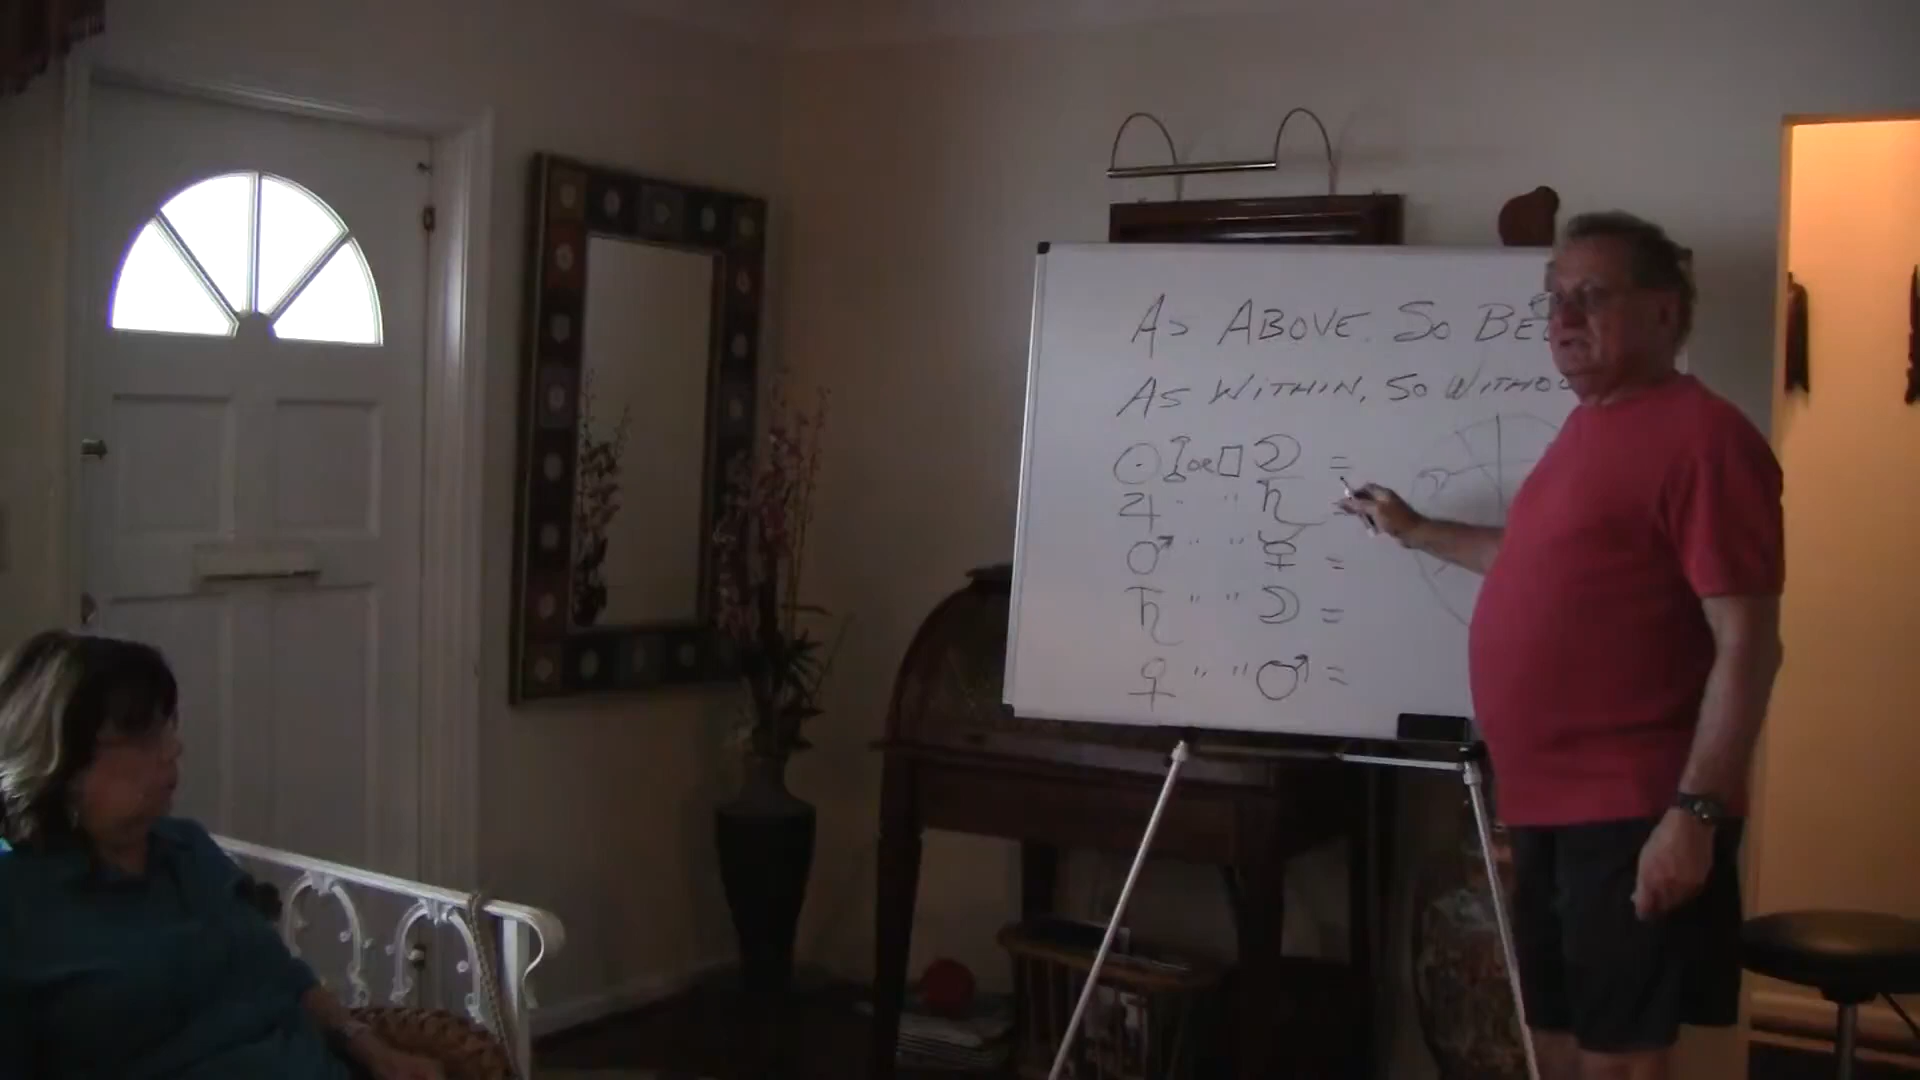 AS ABOVE. SO BE
AS WITHIN, SO WITHOU
☉ ☍ OR □ ☽ =
♃ " " ♄ =
♂ " " ☿ =
♄ " " ☽ =
♀ " " ♂ =